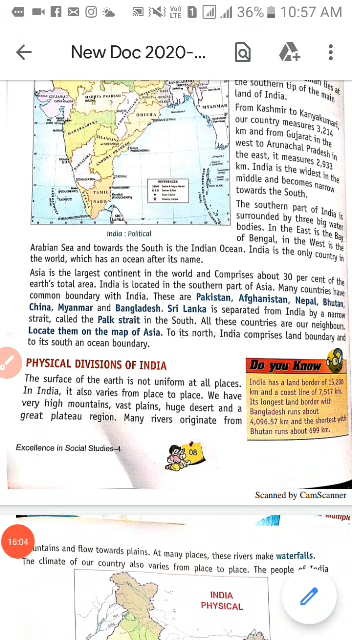 36% 10:57 AM
New Doc 2020-...
the southern tip of the main
land of India.
From Kashmir to Kanyakumari,
our country measures 3,214
km and from Gujarat in the
west to Arunachal Pradesh in
the east, it measures 2,933
km. India is the widest in the
middle and becomes narrow
towards the South.
The southern part of India is
surrounded by three big water
bodies. In the East is the Bay
of Bengal, in the West is the
India : Political
Arabian Sea and towards the South is the Indian Ocean. India is the only country in
the world, which has an ocean after its name.
Asia is the largest continent in the world and Comprises about 30 per cent of the
earth's total area. India is located in the southern part of Asia. Many countries have
common boundary with India. These are Pakistan, Afghanistan, Nepal, Bhutan,
China, Myanmar and Bangladesh. Sri Lanka is separated from India by a narrow
strait, called the Palk strait in the South. All these countries are our neighbours.
Locate them on the map of Asia. To its north, India comprises land boundary and
to its south an ocean boundary.
PHYSICAL DIVISIONS OF INDIA
The surface of the earth is not uniform at all places.
In India, it also varies from place to place. We have
very high mountains, vast plains, huge desert and a
great plateau region. Many rivers originate from
Do you Know
India has a land border of 15,200
km and a coast line of 7,517 km.
Its longest land border with
Bangladesh runs about
4,096.57 km and the shortest with
Bhutan runs about 699 km.
Excellence in Social Studies-4
08
Scanned by CamScanner
16:04
untains and flow towards plains. At many places, these rivers make waterfalls.
The climate of our country also varies from place to place. The people of India
INDIA
PHYSICAL